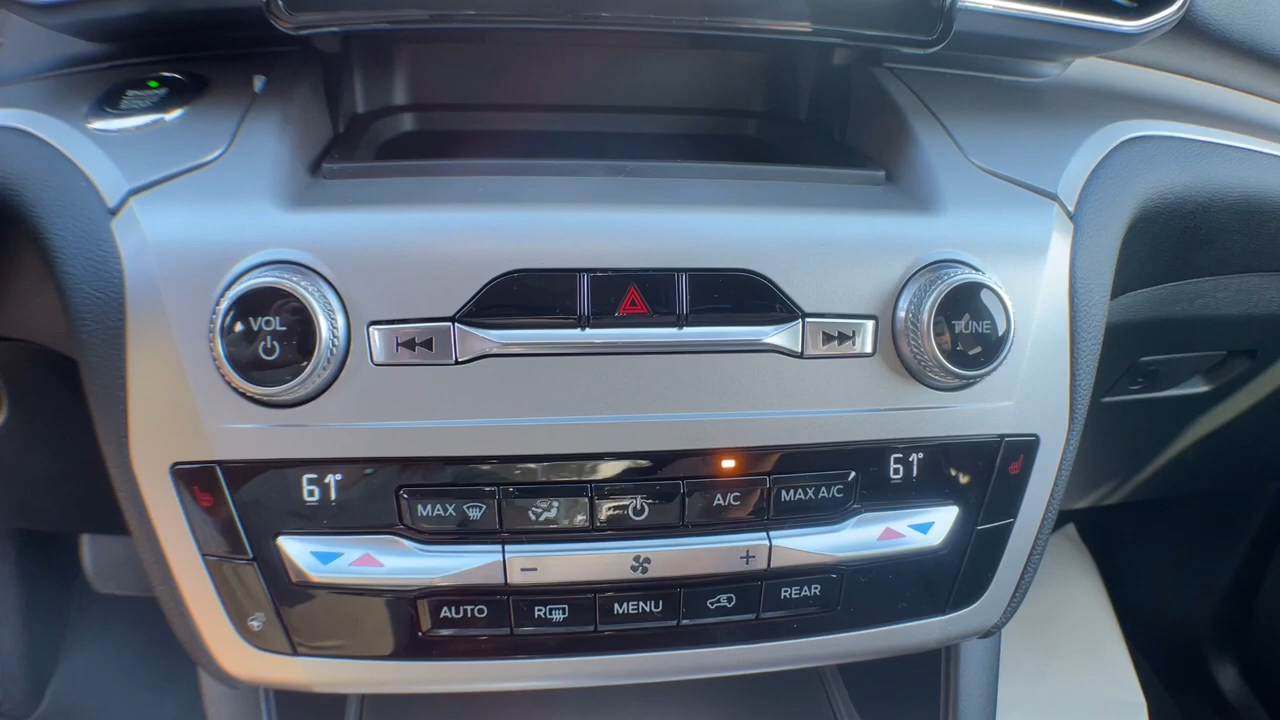 VOL
TUNE
61°
61°
MAX
A/C
MAX A/C
- +
AUTO
R
MENU
REAR